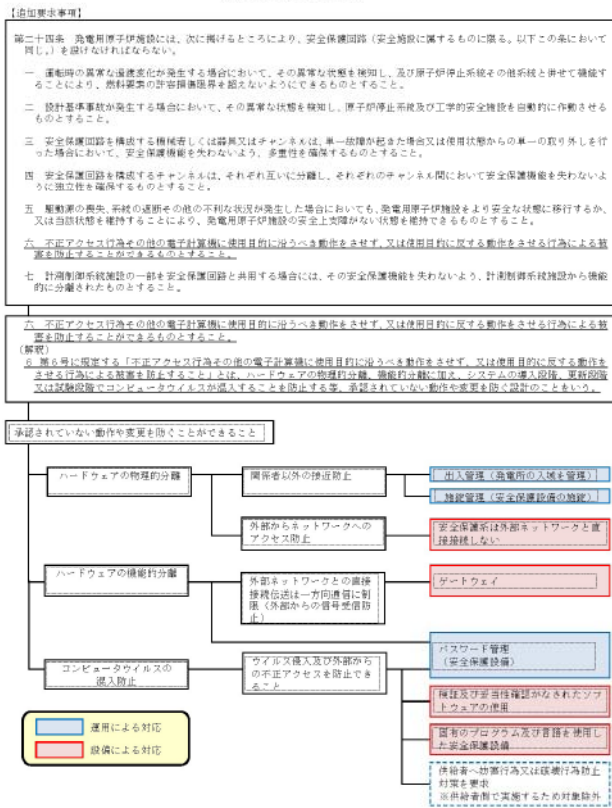 【追加要求事項】
第二十四条　発電用原子炉施設には、次に掲げるところにより、安全保護回路（安全施設に属するものに限る。以下この条において
同じ。）を設けなければならない。
一　運転時の異常な過渡変化が発生する場合において、その異常な状態を検知し、及び原子炉停止系統その他系統と併せて機能す
ることにより、燃料要素の許容損傷限界を超えないようにできるものとすること。
二　設計基準事故が発生する場合において、その異常な状態を検知し、原子炉停止系統及び工学的安全施設を自動的に作動させる
ものとすること。
三　安全保護回路を構成する機械若しくは器具又はチャンネルは、単一故障が起きた場合又は使用状態からの単一の取り外しを行
った場合において、安全保護機能を失わないよう、多重性を確保するものとすること。
四　安全保護回路を構成するチャンネルは、それぞれ互いに分離し、それぞれのチャンネル間において安全保護機能を失わないよ
うに独立性を確保するものとすること。
五　駆動源の喪失、系統の遮断その他の不利な状況が発生した場合においても、発電用原子炉施設をより安全な状態に移行するか、
又は当該状態を維持することにより、発電用原子炉施設の安全上支障がない状態を維持できるものとすること。
六　不正アクセス行為その他の電子計算機に使用目的に沿うべき動作をさせず、又は使用目的に反する動作をさせる行為による被
害を防止することができるものとすること。
七　計測制御系統施設の一部を安全保護回路と共用する場合には、その安全保護機能を失わないよう、計測制御系統施設から機能
的に分離されたものとすること。
六　不正アクセス行為その他の電子計算機に使用目的に沿うべき動作をさせず、又は使用目的に反する動作をさせる行為による被
害を防止することができるものとすること。
（解釈）
6　第６号に規定する「不正アクセス行為その他の電子計算機に使用目的に沿うべき動作をさせず、又は使用目的に反する動作を
させる行為による被害を防止すること」とは、ハードウェアの物理的分離、機能的分離に加え、システムの導入段階、更新段階
又は試験段階でコンピュータウイルスが混入することを防止する等、承認されていない動作や変更を防ぐ設計のことをいう。
承認されていない動作や変更を防ぐことができること
ハードウェアの物理的分離
関係者以外の接近防止
出入管理（発電所の入域を管理）
施錠管理（安全保護設備の施錠）
外部からネットワークへの
アクセス防止
安全保護系は外部ネットワークと直
接接続しない
ハードウェアの機能的分離
外部ネットワークとの直接
接続伝送は一方向通信に制
限（外部からの信号受信防
止）
ゲートウェイ
パスワード管理
（安全保護設備）
コンピュータウイルスの
混入防止
ウイルス侵入及び外部から
の不正アクセスを防止でき
ること
検証及び妥当性確認がなされたソフ
トウェアの使用
固有のプログラム及び言語を使用し
た安全保護設備
供給者へ妨害行為又は破壊行為防止
対策を要求
※供給者側で実施するため対象除外
運用による対応
設備による対応